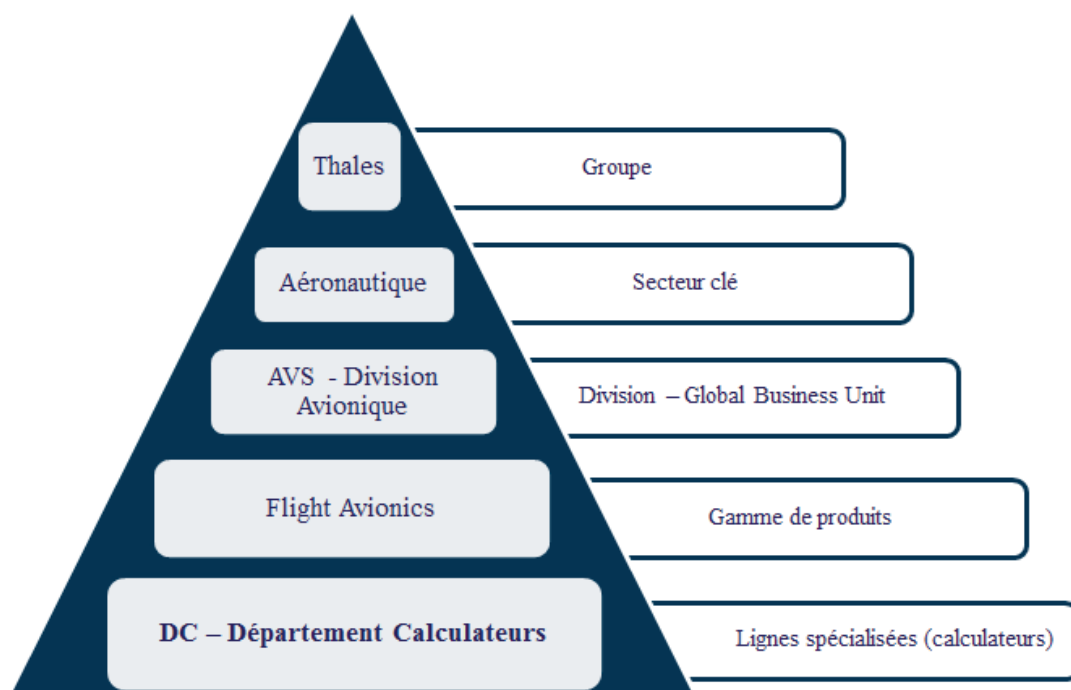 Thales
Groupe
Aéronautique
Secteur clé
AVS - Division
Avionique
Division – Global Business Unit
Flight Avionics
Gamme de produits
DC – Département Calculateurs
Lignes spécialisées (calculateurs)